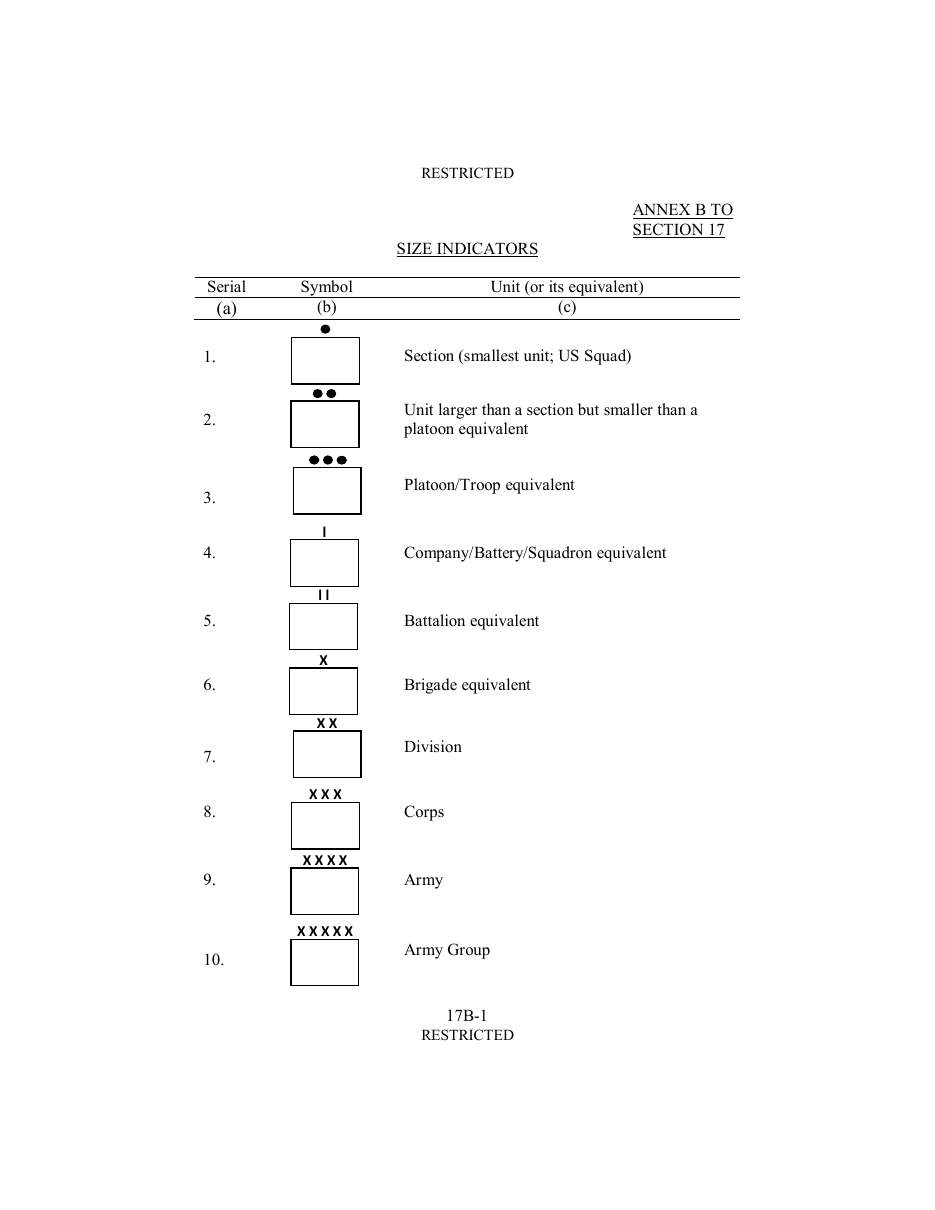 RESTRICTED
ANNEX B TO
SECTION 17
SIZE INDICATORS
Serial Symbol Unit (or its equivalent)
(a) (b) (c)
●
1. Section (smallest unit; US Squad)
●●
2. Unit larger than a section but smaller than a
platoon equivalent
●●●
3. Platoon/Troop equivalent
I
4. Company/Battery/Squadron equivalent
I I
5. Battalion equivalent
X
6. Brigade equivalent
X X
7. Division
X X X
8. Corps
X X X X
9. Army
X X X X X
10. Army Group
17B-1
RESTRICTED